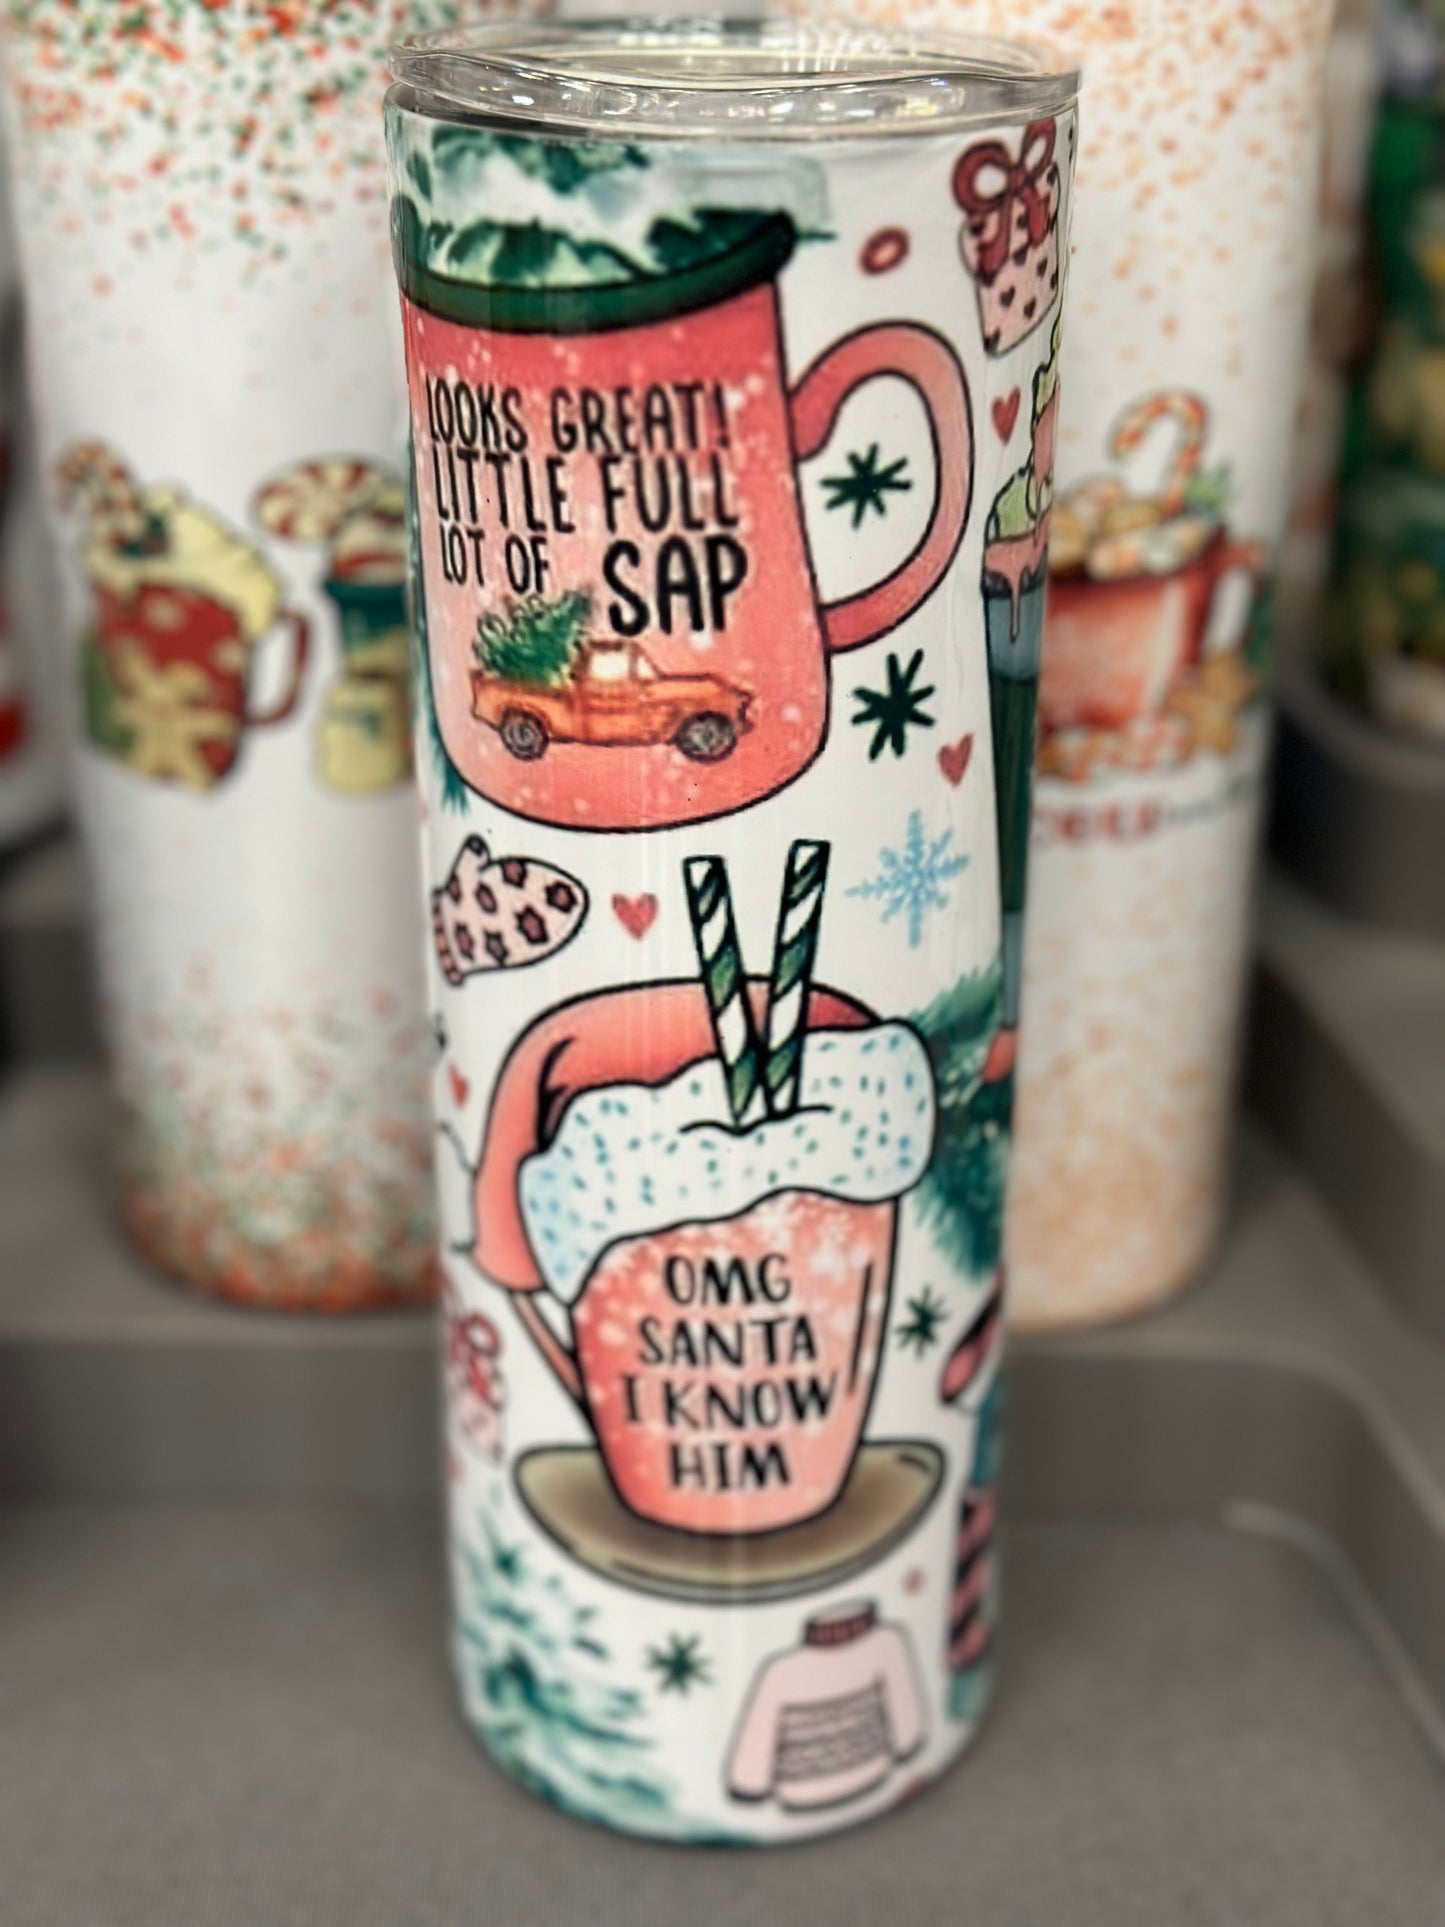 LOOKS GREAT!
LITTLE FULL
LOT OF SAP
OMG
SANTA
I KNOW
HIM